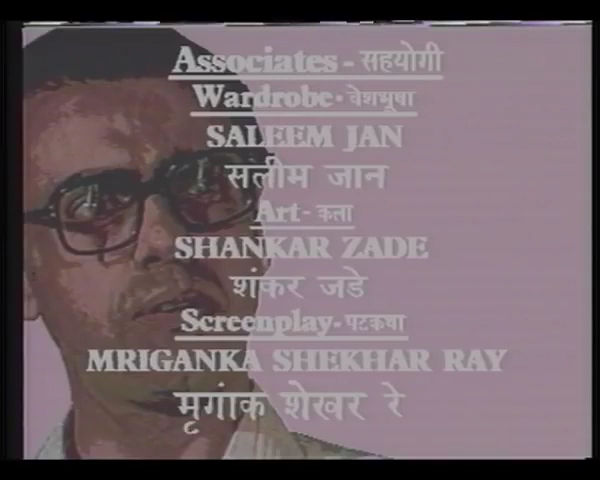 Associates - सहयोगी
Wardrobe - वेशभूषा
SALEEM JAN
सलीम जान
Art - कला
SHANKAR ZADE
शंकर जडे
Screenplay - पटकथा
MRIGANKA SHEKHAR RAY
मृगांक शेखर रे